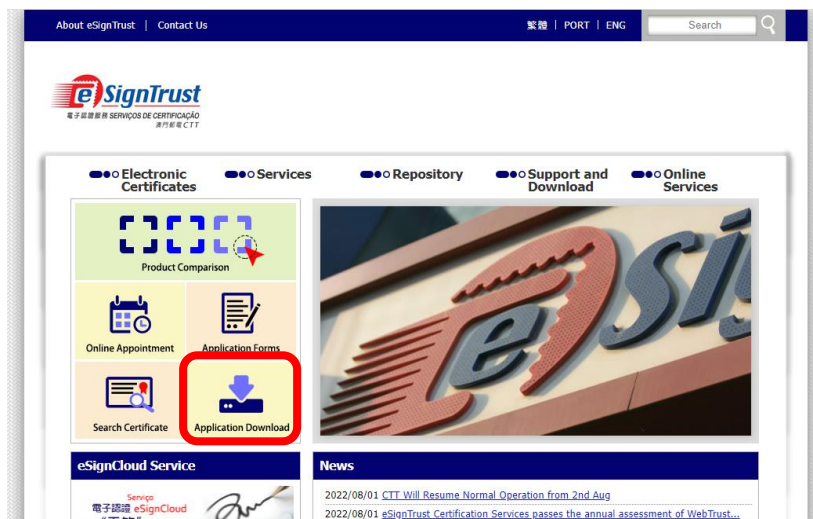 About eSignTrust | Contact Us
繁體 | PORT | ENG
Search
eSignTrust
電子認證服務 SERVIÇOS DE CERTIFICAÇÃO
澳門郵電 CTT
Electronic Certificates
Services
Repository
Support and Download
Online Services
Product Comparison
Online Appointment
Application Forms
Search Certificate
Application Download
eSig
eSignCloud Service
Serviço
電子認證 eSignCloud
News
2022/08/01 CTT Will Resume Normal Operation from 2nd Aug
2022/08/01 eSignTrust Certification Services passes the annual assessment of WebTrust...